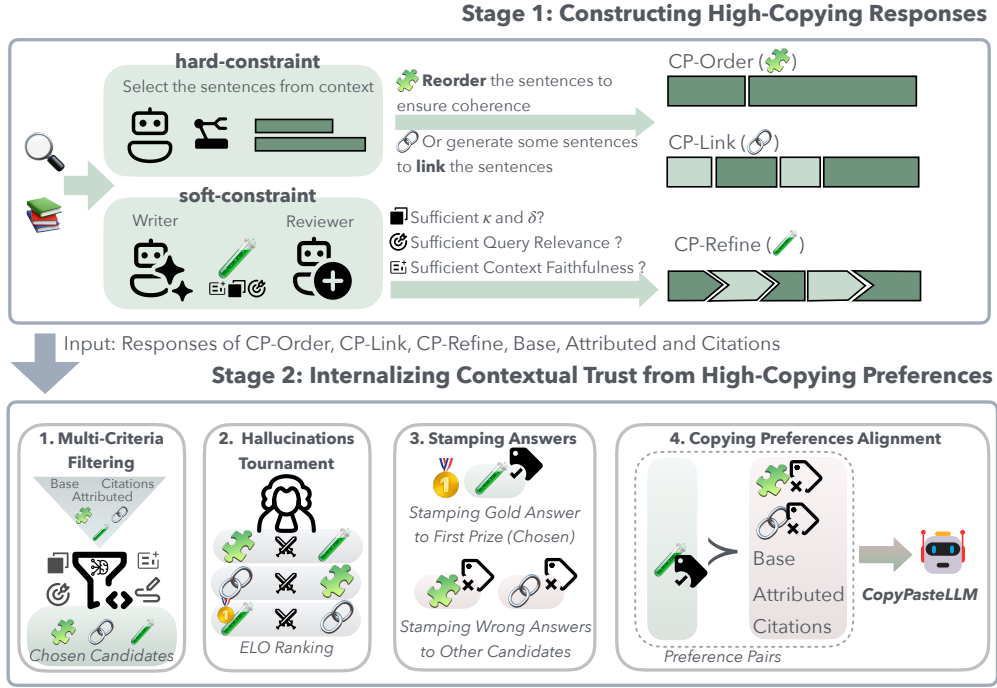 Stage 1: Constructing High-Copying Responses
hard-constraint
Select the sentences from context
Reorder the sentences to
ensure coherence
Or generate some sentences
to link the sentences
CP-Order ( )
CP-Link ( )
soft-constraint
Writer
Reviewer
Sufficient κ and δ?
Sufficient Query Relevance ?
Sufficient Context Faithfulness ?
CP-Refine ( )
Input: Responses of CP-Order, CP-Link, CP-Refine, Base, Attributed and Citations
Stage 2: Internalizing Contextual Trust from High-Copying Preferences
1. Multi-Criteria
Filtering
Base Citations
Attributed
Chosen Candidates
2. Hallucinations
Tournament
1
ELO Ranking
3. Stamping Answers
1
Stamping Gold Answer
to First Prize (Chosen)
Stamping Wrong Answers
to Other Candidates
4. Copying Preferences Alignment
Base
Attributed
Citations
Preference Pairs
CopyPasteLLM